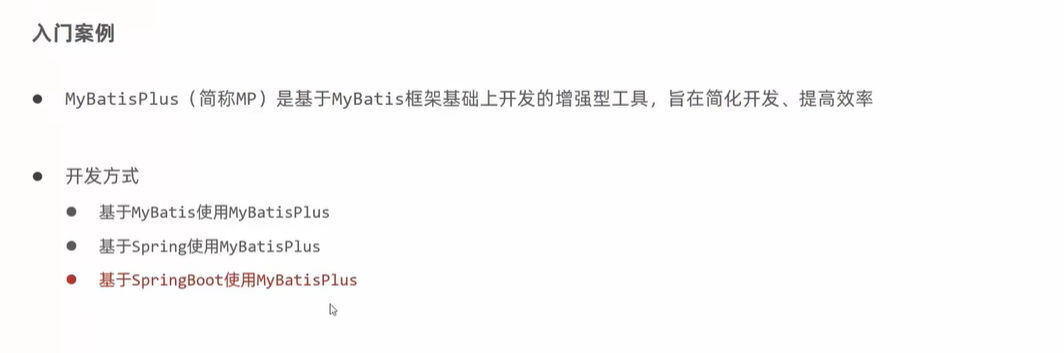 入门案例
MyBatisPlus（简称MP）是基于MyBatis框架基础上开发的增强型工具，旨在简化开发、提高效率
开发方式
基于MyBatis使用MyBatisPlus
基于Spring使用MyBatisPlus
基于SpringBoot使用MyBatisPlus